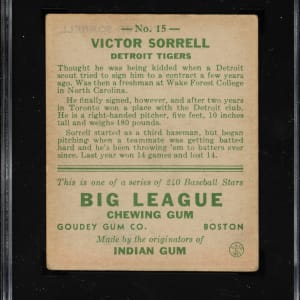 SORRELL
— No. 15 —
VICTOR SORRELL
DETROIT TIGERS
Thought he was being kidded when a Detroit
scout tried to sign him to a contract a few years
ago. Was then a freshman at Wake Forest College
in North Carolina.
He finally signed, however, and after two years
in Toronto won a place with the Detroit club.
He is a right-handed pitcher, five feet, 10 inches
tall and weighs 180 pounds.
Sorrell started as a third baseman, but began
pitching when a teammate was getting batted
hard and he's been throwing 'em to batters ever
since. Last year won 14 games and lost 14.
This is one of a series of 240 Baseball Stars
BIG LEAGUE
CHEWING GUM
GOUDEY GUM CO. BOSTON
Made by the originators of
INDIAN GUM